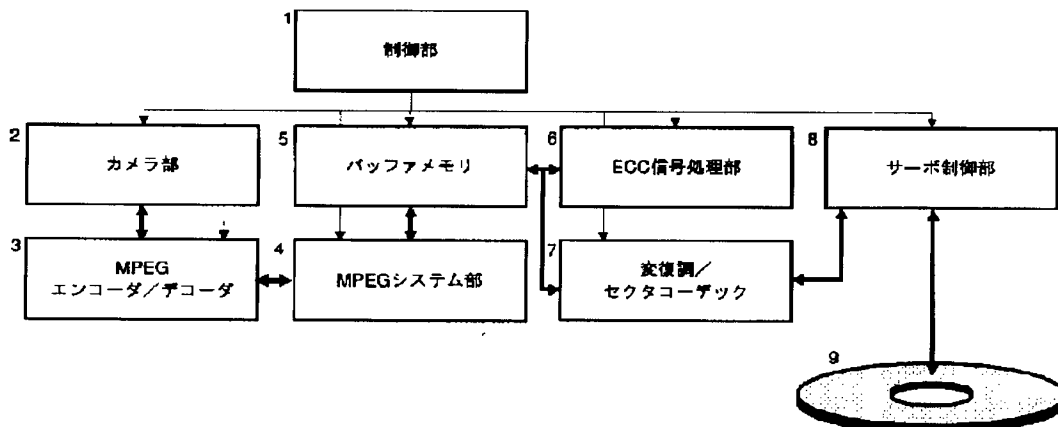 1
制御部
2
カメラ部
5
バッファメモリ
6
ECC信号処理部
8
サーボ制御部
3
MPEG
エンコーダ/デコーダ
4
MPEGシステム部
7
変復調/
セクタコーデック
9